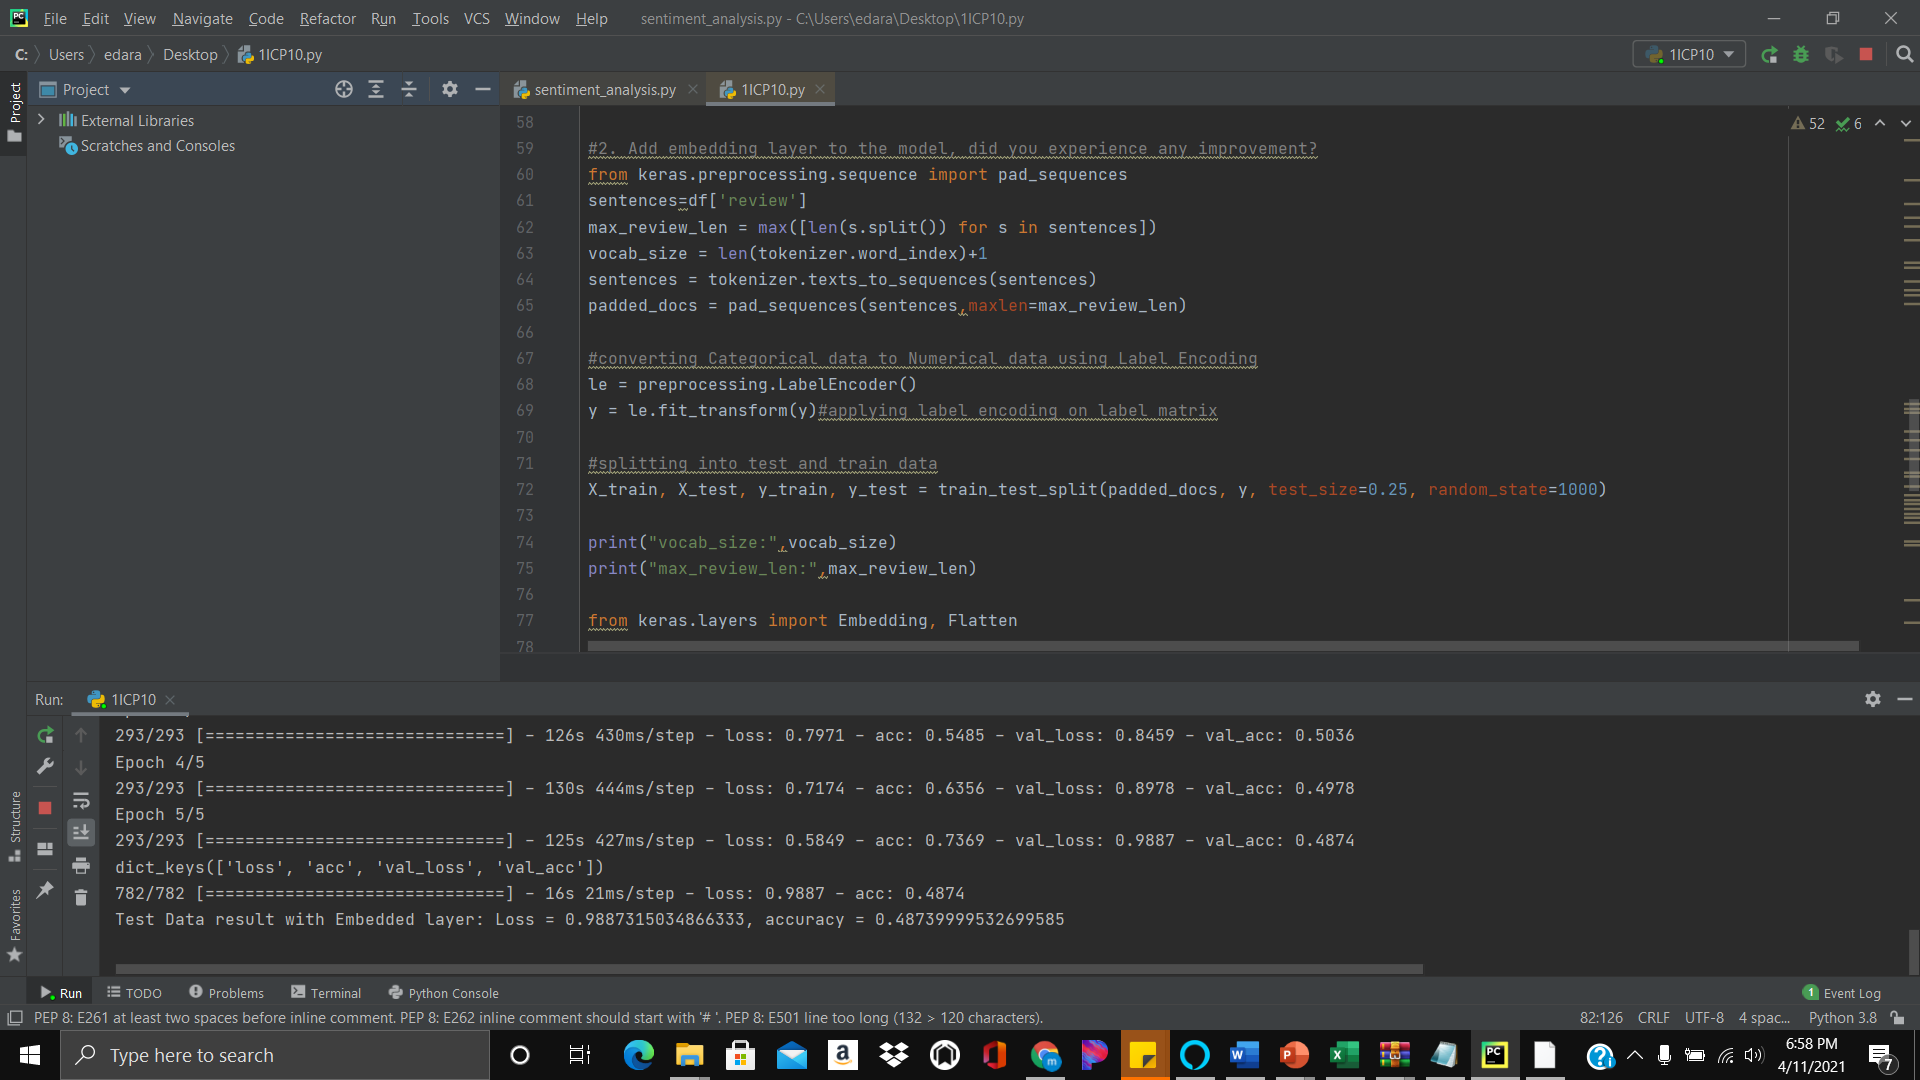 PC File Edit View Navigate Code Refactor Run Tools VCS Window Help sentiment_analysis.py - C:\Users\edara\Desktop\1ICP10.py
C: Users edara Desktop 1ICP10.py 1ICP10
Project
Project
External Libraries
Scratches and Consoles
sentiment_analysis.py 1ICP10.py
52 6
58
59 #2. Add embedding layer to the model, did you experience any improvement?
60 from keras.preprocessing.sequence import pad_sequences
61 sentences=df['review']
62 max_review_len = max([len(s.split()) for s in sentences])
63 vocab_size = len(tokenizer.word_index)+1
64 sentences = tokenizer.texts_to_sequences(sentences)
65 padded_docs = pad_sequences(sentences,maxlen=max_review_len)
66
67 #converting Categorical data to Numerical data using Label Encoding
68 le = preprocessing.LabelEncoder()
69 y = le.fit_transform(y)#applying label encoding on label matrix
70
71 #splitting into test and train data
72 X_train, X_test, y_train, y_test = train_test_split(padded_docs, y, test_size=0.25, random_state=1000)
73
74 print("vocab_size:",vocab_size)
75 print("max_review_len:",max_review_len)
76
77 from keras.layers import Embedding, Flatten
78
Run: 1ICP10
293/293 [==============================] - 126s 430ms/step - loss: 0.7971 - acc: 0.5485 - val_loss: 0.8459 - val_acc: 0.5036
Epoch 4/5
293/293 [==============================] - 130s 444ms/step - loss: 0.7174 - acc: 0.6356 - val_loss: 0.8978 - val_acc: 0.4978
Epoch 5/5
293/293 [==============================] - 125s 427ms/step - loss: 0.5849 - acc: 0.7369 - val_loss: 0.9887 - val_acc: 0.4874
dict_keys(['loss', 'acc', 'val_loss', 'val_acc'])
782/782 [==============================] - 16s 21ms/step - loss: 0.9887 - acc: 0.4874
Test Data result with Embedded layer: Loss = 0.9887315034866333, accuracy = 0.48739999532699585
Structure
Favorites
Run TODO Problems Terminal Python Console 1 Event Log
PEP 8: E261 at least two spaces before inline comment. PEP 8: E262 inline comment should start with '# '. PEP 8: E501 line too long (132 > 120 characters). 82:126 CRLF UTF-8 4 spac... Python 3.8
Type here to search
6:58 PM
4/11/2021
7